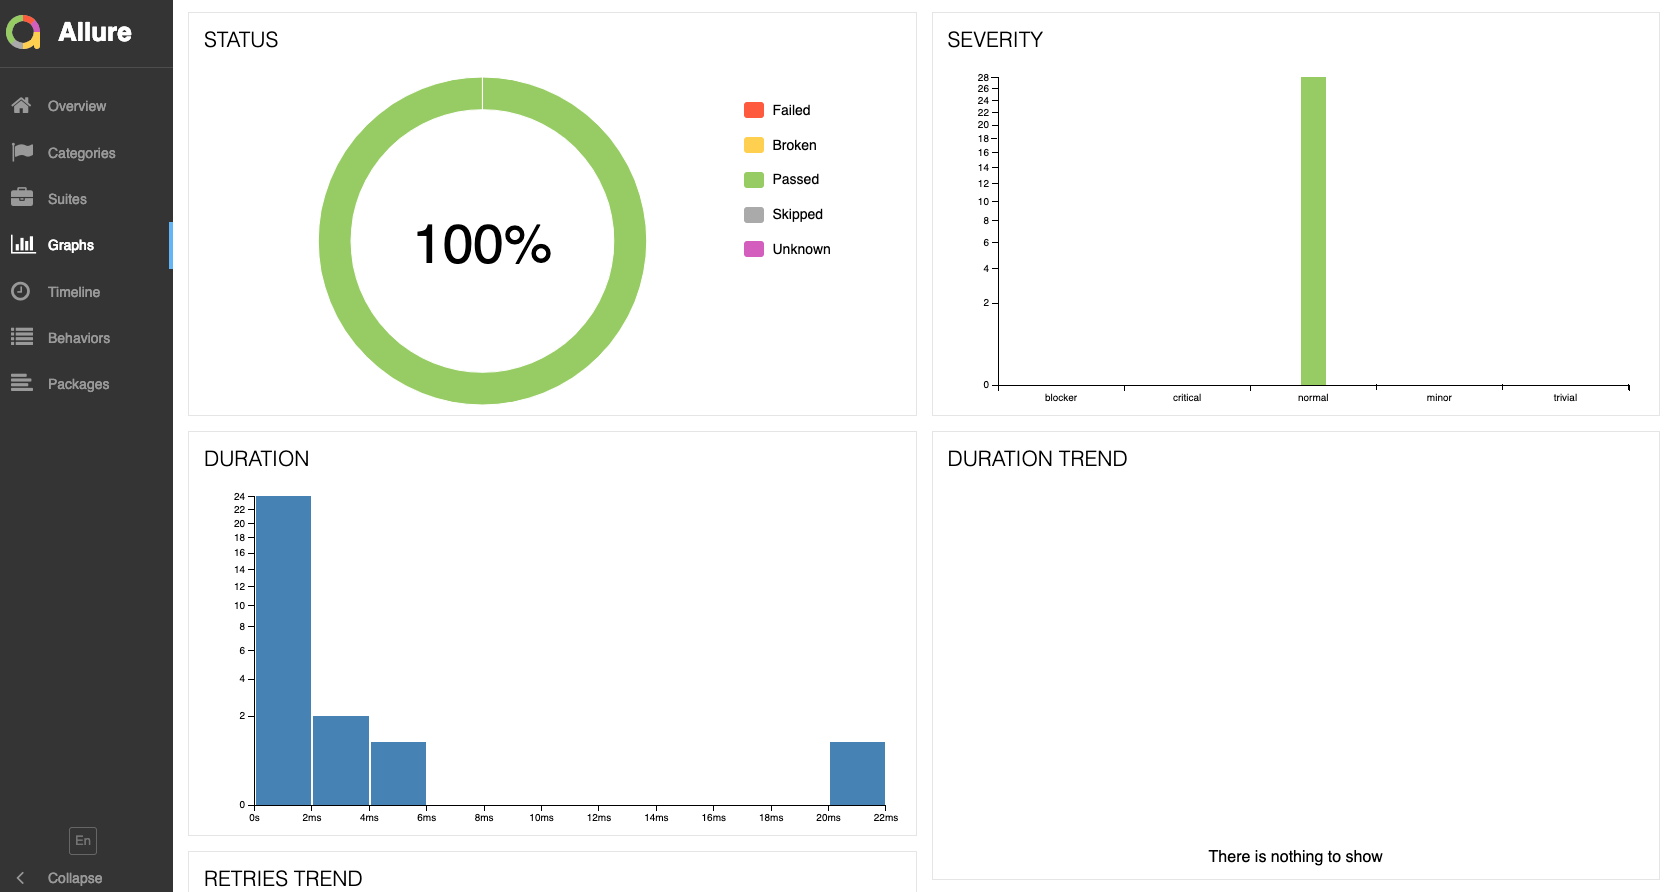 Allure
Overview
Categories
Suites
Graphs
Timeline
Behaviors
Packages
En
Collapse
STATUS
100%
Failed
Broken
Passed
Skipped
Unknown
SEVERITY
28
26
24
22
20
18
16
14
12
10
8
6
4
2
0
blocker critical normal minor trivial
DURATION
24
22
20
18
16
14
12
10
8
6
4
2
0
0s 2ms 4ms 6ms 8ms 10ms 12ms 14ms 16ms 18ms 20ms 22ms
DURATION TREND
There is nothing to show
RETRIES TREND